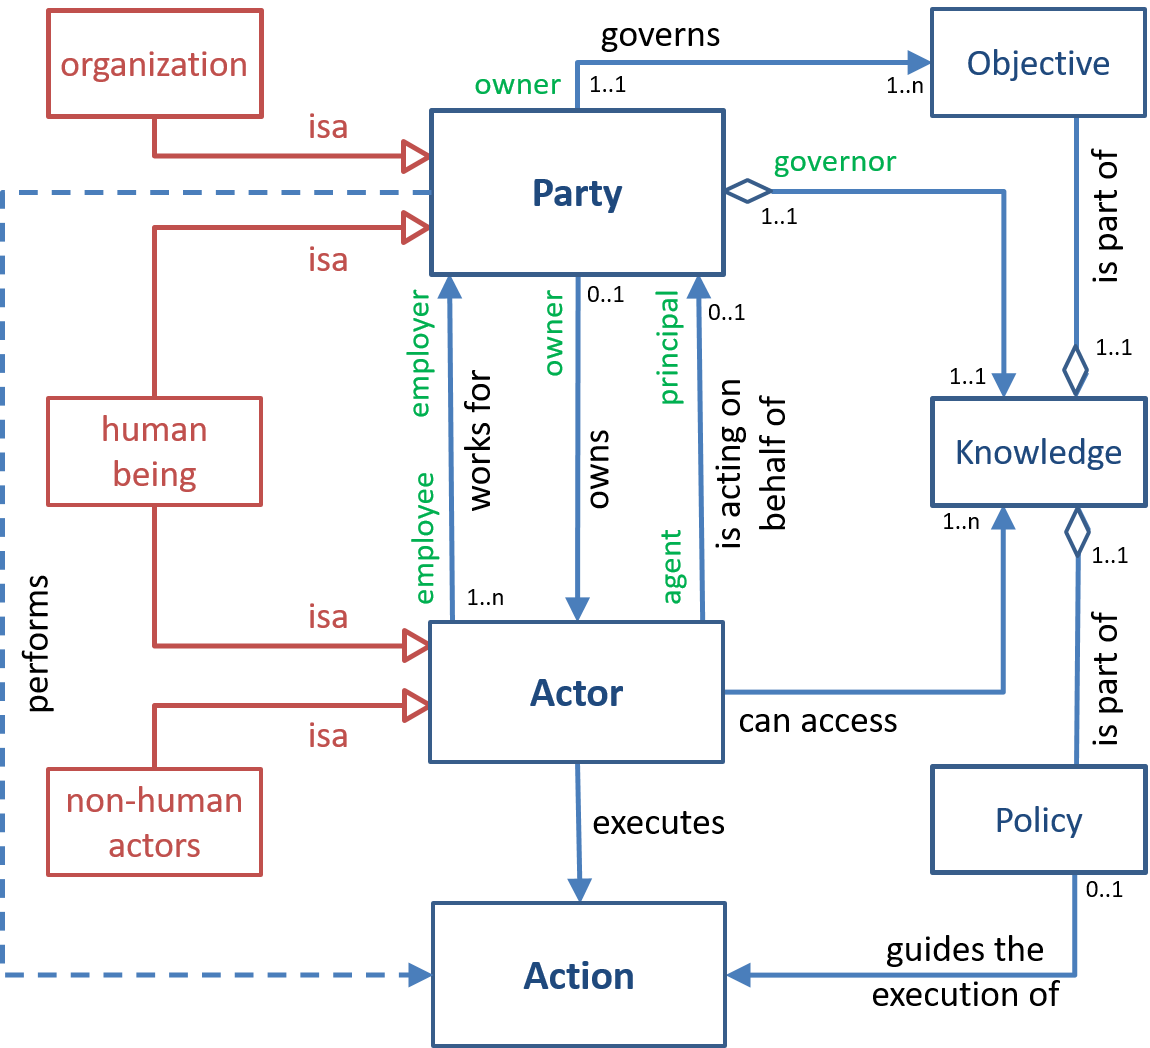 organization
isa
governs
owner
1..1
1..n
Objective
Party
governor
1..1
is part of
isa
0..1
0..1
employer
owner
principal
works for
owns
is acting on
behalf of
employee
agent
1..n
1..1
1..1
human
being
Knowledge
1..n
1..1
isa
performs
Actor
can access
is part of
isa
non-human
actors
executes
Policy
0..1
Action
guides the
execution of